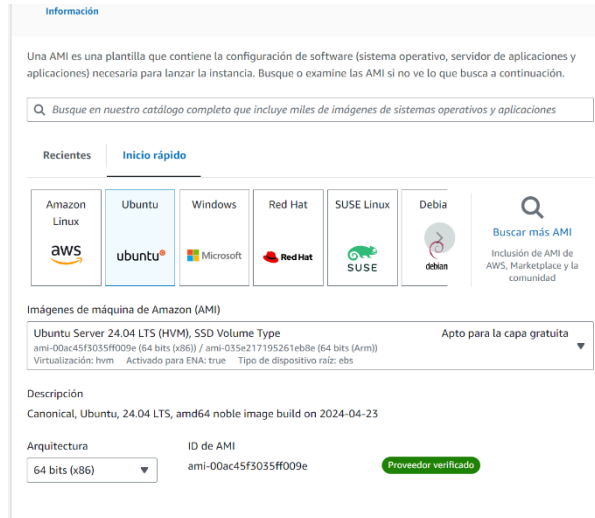 Información
Una AMI es una plantilla que contiene la configuración de software (sistema operativo, servidor de aplicaciones y
aplicaciones) necesaria para lanzar la instancia. Busque o examine las AMI si no ve lo que busca a continuación.
Busque en nuestro catálogo completo que incluye miles de imágenes de sistemas operativos y aplicaciones
Recientes
Inicio rápido
Amazon
Linux
aws
Ubuntu
ubuntu
Windows
Microsoft
Red Hat
Red Hat
SUSE Linux
SUSE
Debia
debian
Buscar más AMI
Inclusión de AMI de
AWS, Marketplace y la
comunidad
Imágenes de máquina de Amazon (AMI)
Ubuntu Server 24.04 LTS (HVM), SSD Volume Type
Apto para la capa gratuita
ami-00ac45f3035ff009e (64 bits (x86)) / ami-035e217195261eb8e (64 bits (Arm))
Virtualización: hvm Activado para ENA: true Tipo de dispositivo raíz: ebs
Descripción
Canonical, Ubuntu, 24.04 LTS, amd64 noble image build on 2024-04-23
Arquitectura
ID de AMI
64 bits (x86)
ami-00ac45f3035ff009e
Proveedor verificado